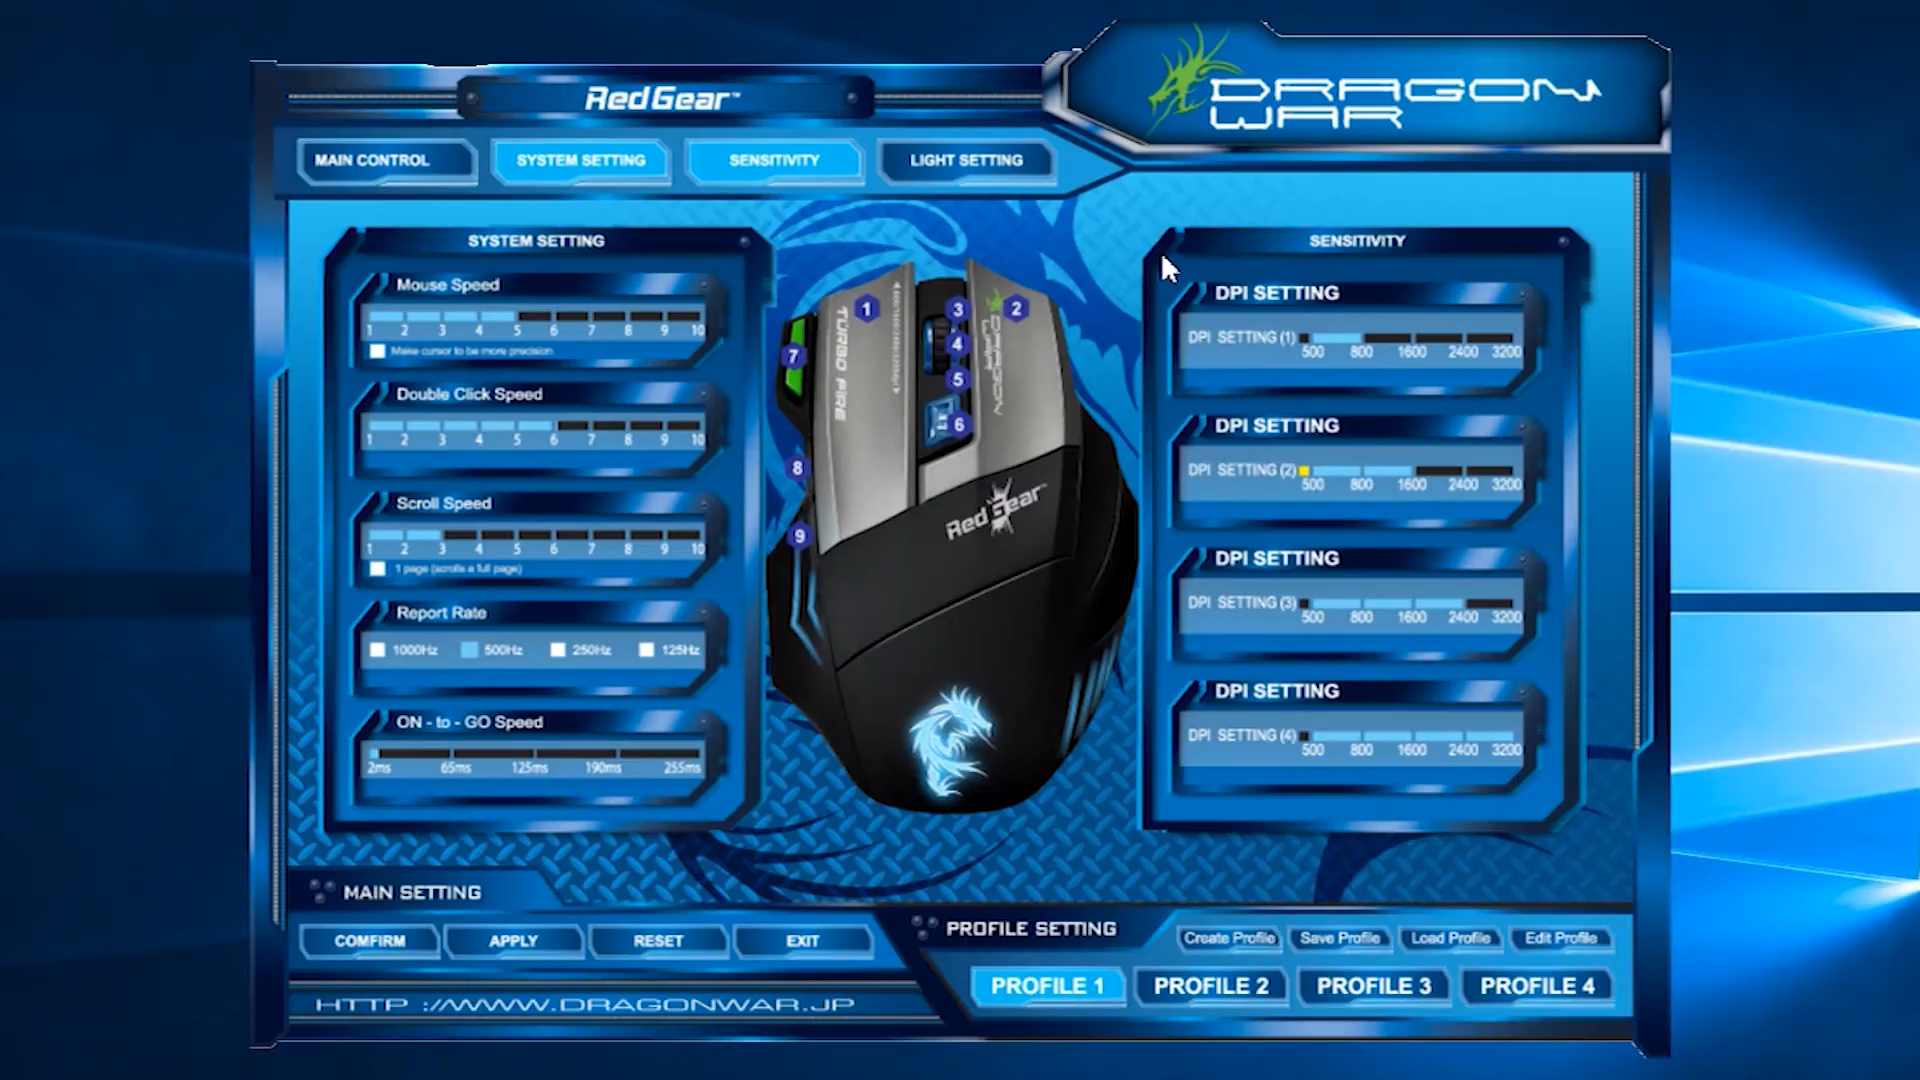 RedGear™
DRAGON
WAR
MAIN CONTROL
SYSTEM SETTING
SENSITIVITY
LIGHT SETTING
SYSTEM SETTING
Mouse Speed
1 2 3 4 5 6 7 8 9 10
Make cursor to be more precision
Double Click Speed
1 2 3 4 5 6 7 8 9 10
Scroll Speed
1 2 3 4 5 6 7 8 9 10
1 page (scrolls a full page)
Report Rate
1000Hz 500Hz 250Hz 125Hz
ON - to - GO Speed
2ms 65ms 125ms 190ms 255ms
1
2
3
4
5
6
7
8
9
TURBO FIRE
DRAGON
WAR
RedGear™
SENSITIVITY
DPI SETTING
DPI SETTING (1)
500 800 1600 2400 3200
DPI SETTING
DPI SETTING (2)
500 800 1600 2400 3200
DPI SETTING
DPI SETTING (3)
500 800 1600 2400 3200
DPI SETTING
DPI SETTING (4)
500 800 1600 2400 3200
MAIN SETTING
COMFIRM
APPLY
RESET
EXIT
HTTP ://WWW.DRAGONWAR.JP
PROFILE SETTING
Create Profile
Save Profile
Load Profile
Edit Profile
PROFILE 1
PROFILE 2
PROFILE 3
PROFILE 4